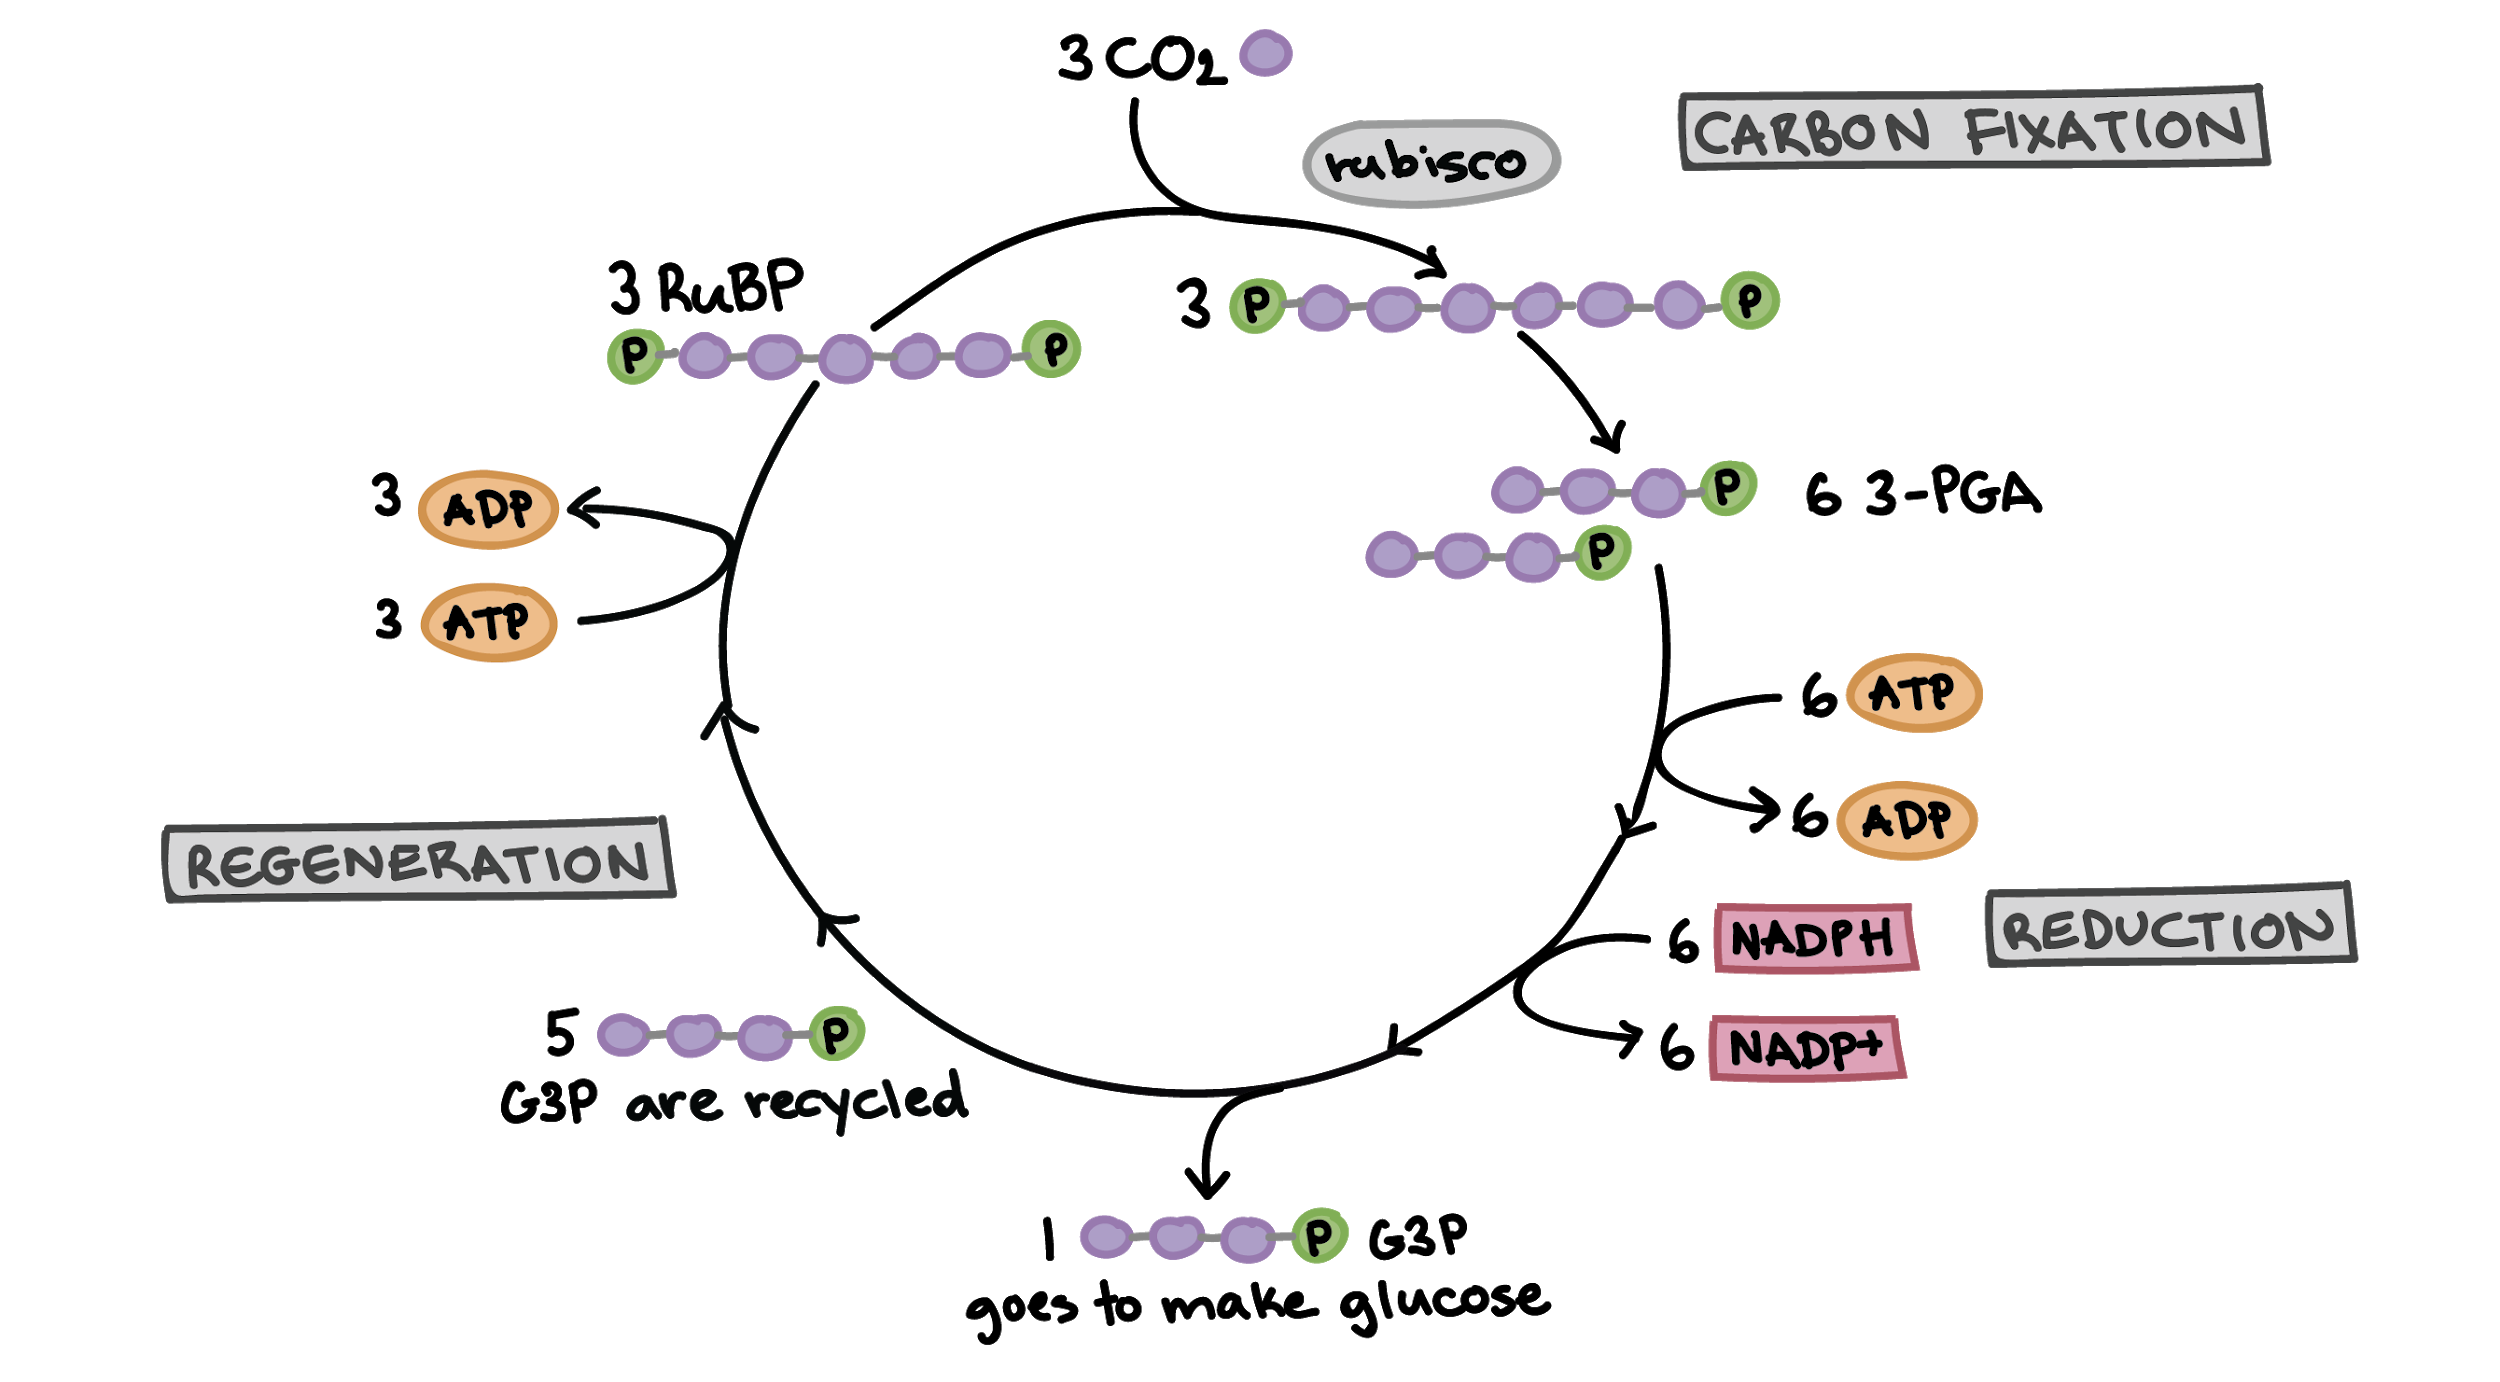 3 CO2
CARBON FIXATION
rubisco
3 RuBP
P P
3 P P
P 6 3-PGA
P
3 ADP
3 ATP
6 ATP
6 ADP
REGENERATION
6 NADPH
REDUCTION
6 NADP+
5 P
G3P are recycled
1 P G3P
goes to make glucose